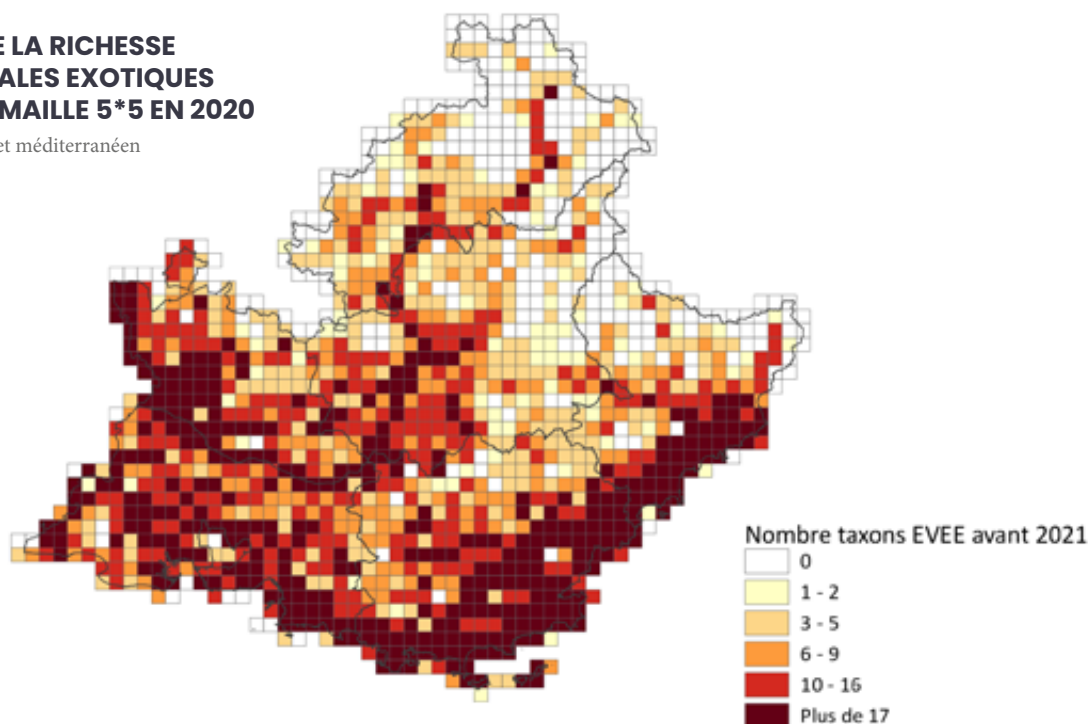 E LA RICHESSE
ALES EXOTIQUES
MAILLE 5*5 EN 2020
et méditerranéen
Nombre taxons EVEE avant 2021
0
1 - 2
3 - 5
6 - 9
10 - 16
Plus de 17